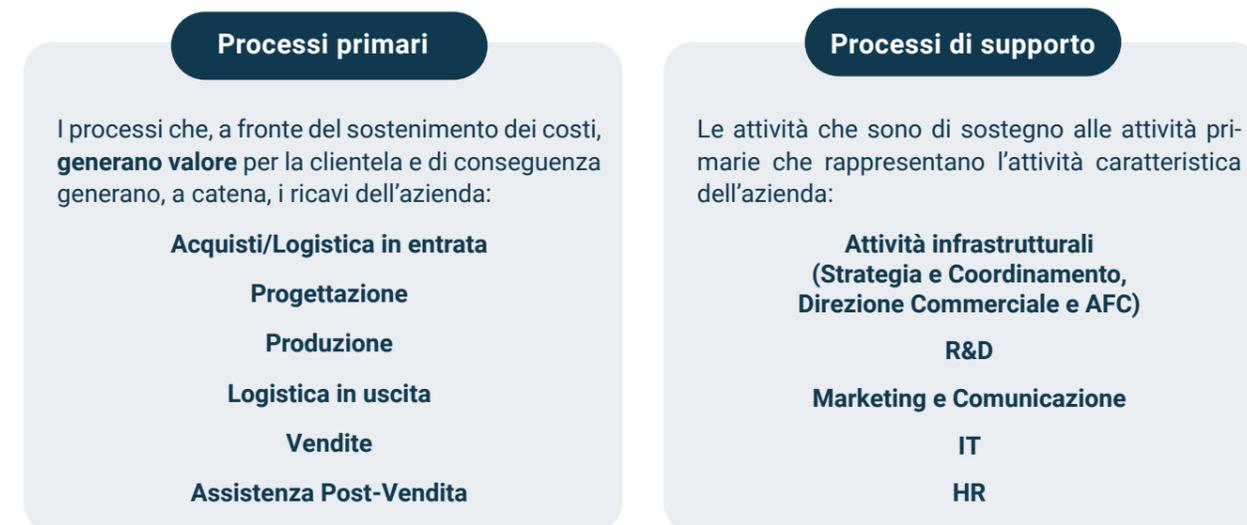 Processi primari
I processi che, a fronte del sostenimento dei costi,
generano valore per la clientela e di conseguenza
generano, a catena, i ricavi dell’azienda:
Acquisti/Logistica in entrata
Progettazione
Produzione
Logistica in uscita
Vendite
Assistenza Post-Vendita
Processi di supporto
Le attività che sono di sostegno alle attività pri-
marie che rappresentano l’attività caratteristica
dell’azienda:
Attività infrastrutturali
(Strategia e Coordinamento,
Direzione Commerciale e AFC)
R&D
Marketing e Comunicazione
IT
HR